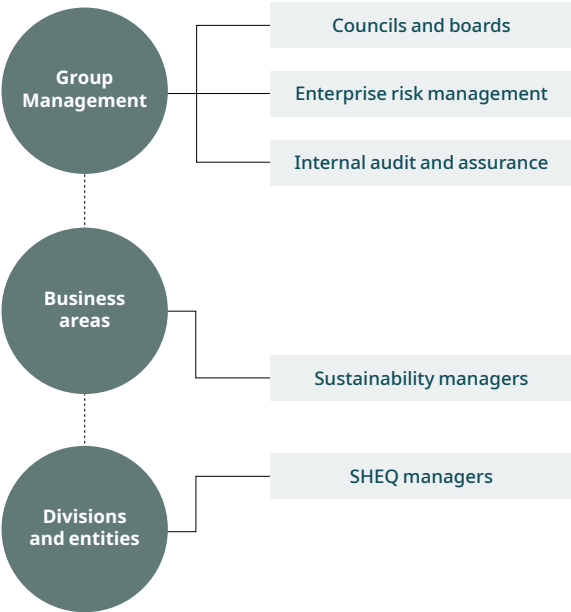 Group
Management
Councils and boards
Enterprise risk management
Internal audit and assurance
Business
areas
Sustainability managers
Divisions
and entities
SHEQ managers